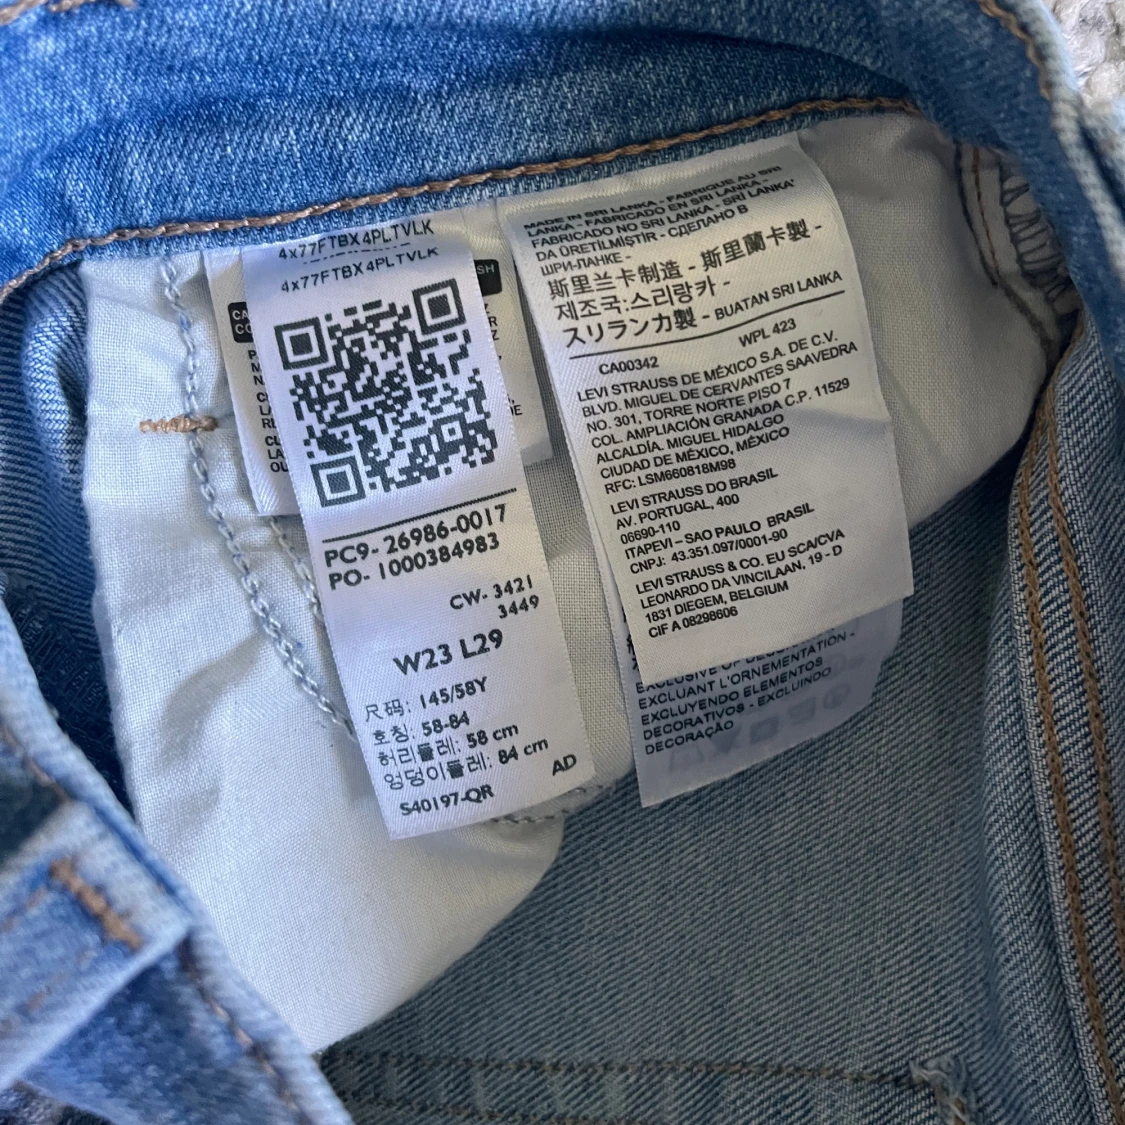 4x77FTBX4PLTVLK
4x77FTBX4PLTVLK
PC9- 26986-0017
PO- 1000384983
CW- 3421
3449
W23 L29
尺码: 145/58Y
호칭: 58-84
허리둘레: 58 cm
엉덩이둘레: 84 cm
AD
S40197-QR
MADE IN SRI LANKA - FABRIQUE AU SRI
LANKA - FABRICADO EN SRI LANKA -
FABRICADO NO SRI LANKA - SRI LANKA'
DA ÜRETİLMİŞTİR - СДЕЛАНО В
ШРИ-ЛАНКЕ -
斯里兰卡制造 - 斯里蘭卡製 -
제조국:스리랑카 -
スリランカ製 - BUATAN SRI LANKA
WPL 423
CA00342
LEVI STRAUSS DE MÉXICO S.A. DE C.V.
BLVD. MIGUEL DE CERVANTES SAAVEDRA
NO. 301, TORRE NORTE PISO 7
COL. AMPLIACIÓN GRANADA C.P. 11529
ALCALDÍA. MIGUEL HIDALGO
CIUDAD DE MÉXICO, MÉXICO
RFC: LSM660818M98
LEVI STRAUSS DO BRASIL
AV. PORTUGAL, 400
06690-110
ITAPEVI – SAO PAULO BRASIL
CNPJ: 43.351.097/0001-90
LEVI STRAUSS & CO. EU SCA/CVA
LEONARDO DA VINCILAAN, 19 - D
1831 DIEGEM, BELGIUM
CIF A 08298606
EXCLUSIVE OF
EXCLUANT L'ORNEMENTATION -
EXCLUYENDO ELEMENTOS
DECORATIVOS - EXCLUINDO
DECORAÇÃO